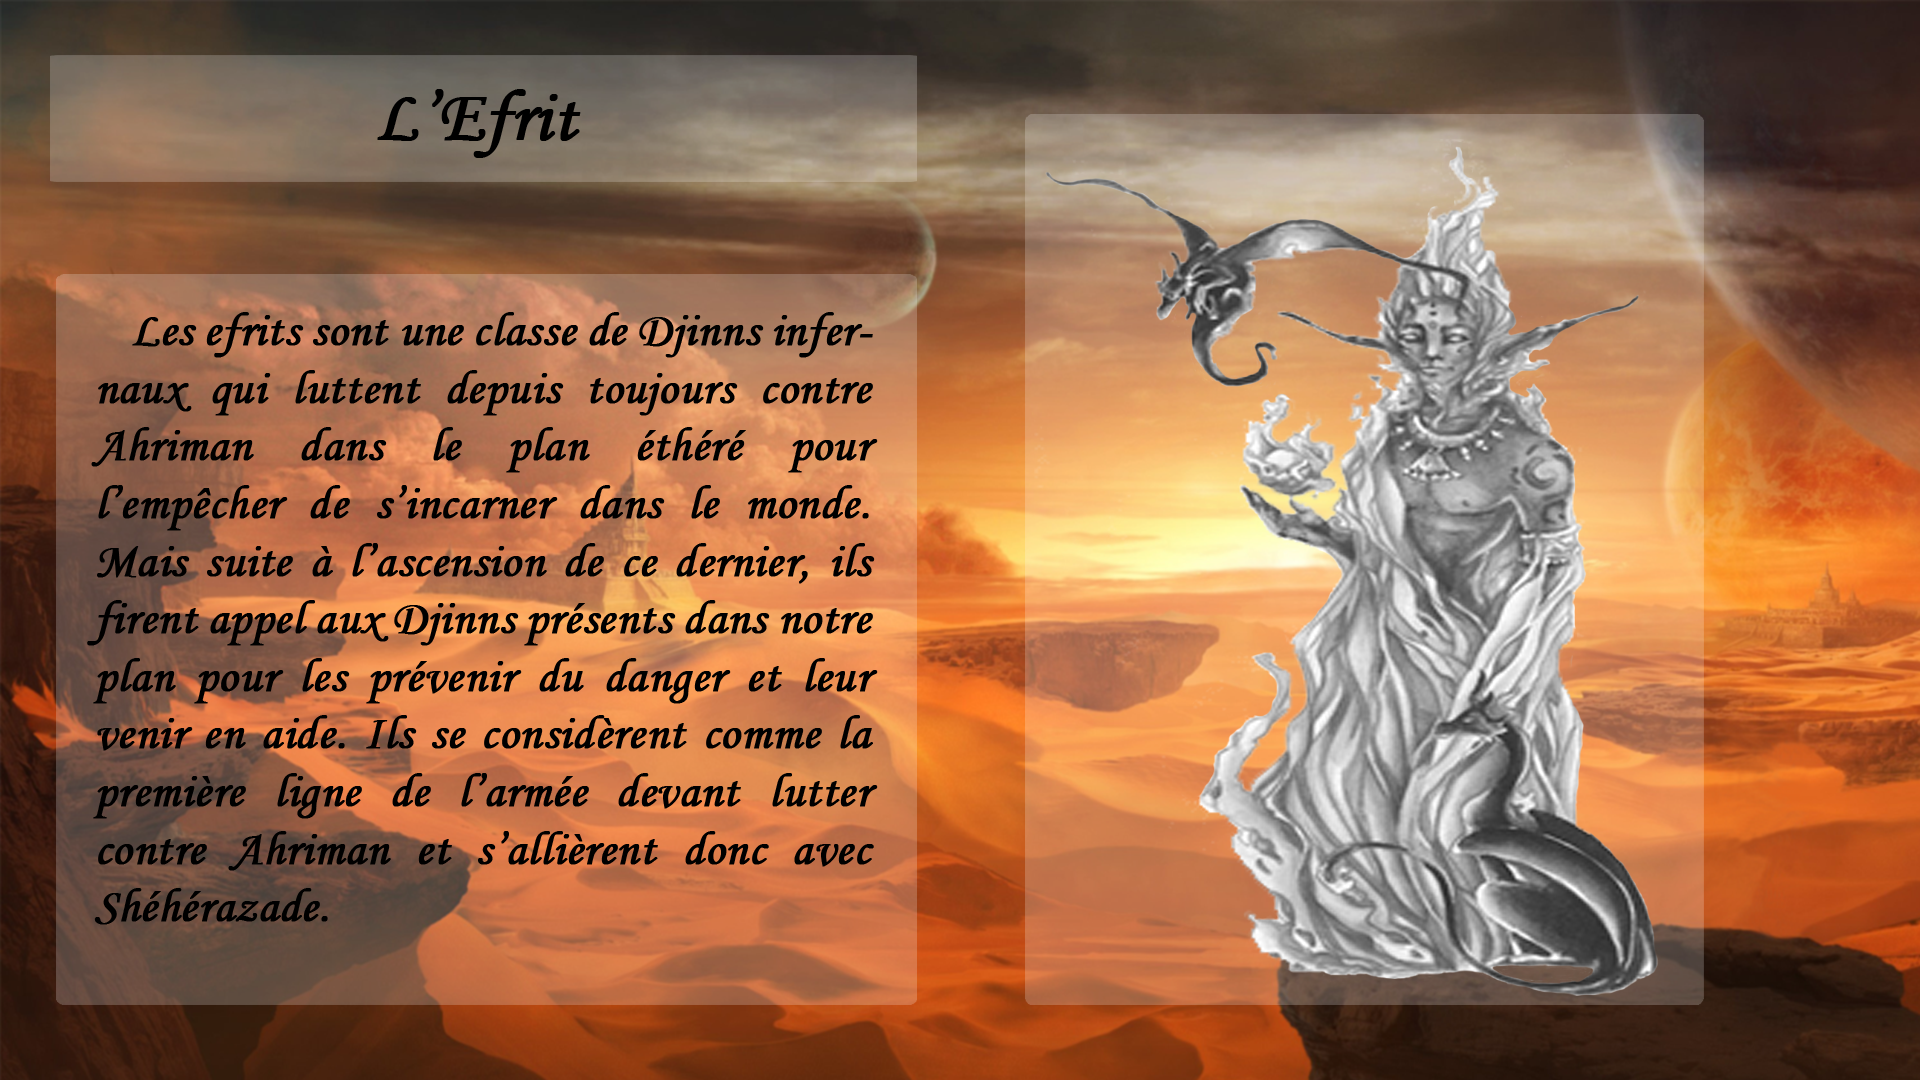 L’Efrit
Les efrits sont une classe de Djinns infer-
naux qui luttent depuis toujours contre
Ahriman dans le plan éthéré pour
l’empêcher de s’incarner dans le monde.
Mais suite à l’ascension de ce dernier, ils
firent appel aux Djinns présents dans notre
plan pour les prévenir du danger et leur
venir en aide. Ils se considèrent comme la
première ligne de l’armée devant lutter
contre Ahriman et s’allièrent donc avec
Shéhérazade.